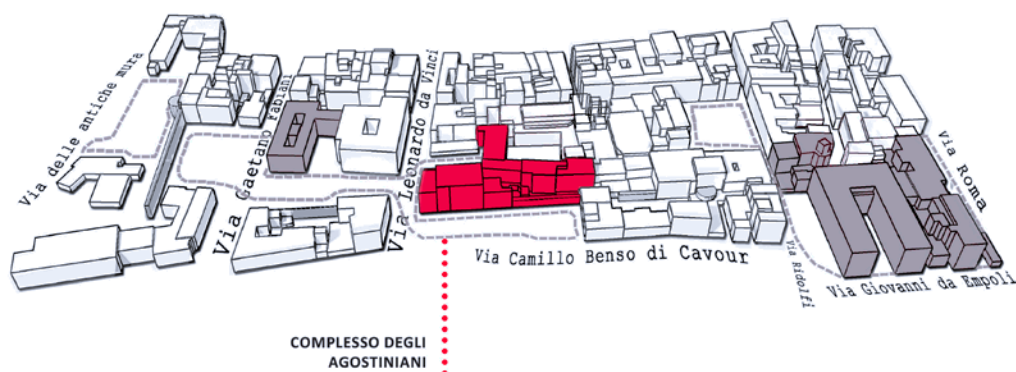 Via delle antiche mura
Via Gaetano Fabiani
Via Leonardo da Vinci
Via Camillo Benso di Cavour
Via Ridolfi
Via Giovanni da Empoli
via Roma
COMPLESSO DEGLI
AGOSTINIANI